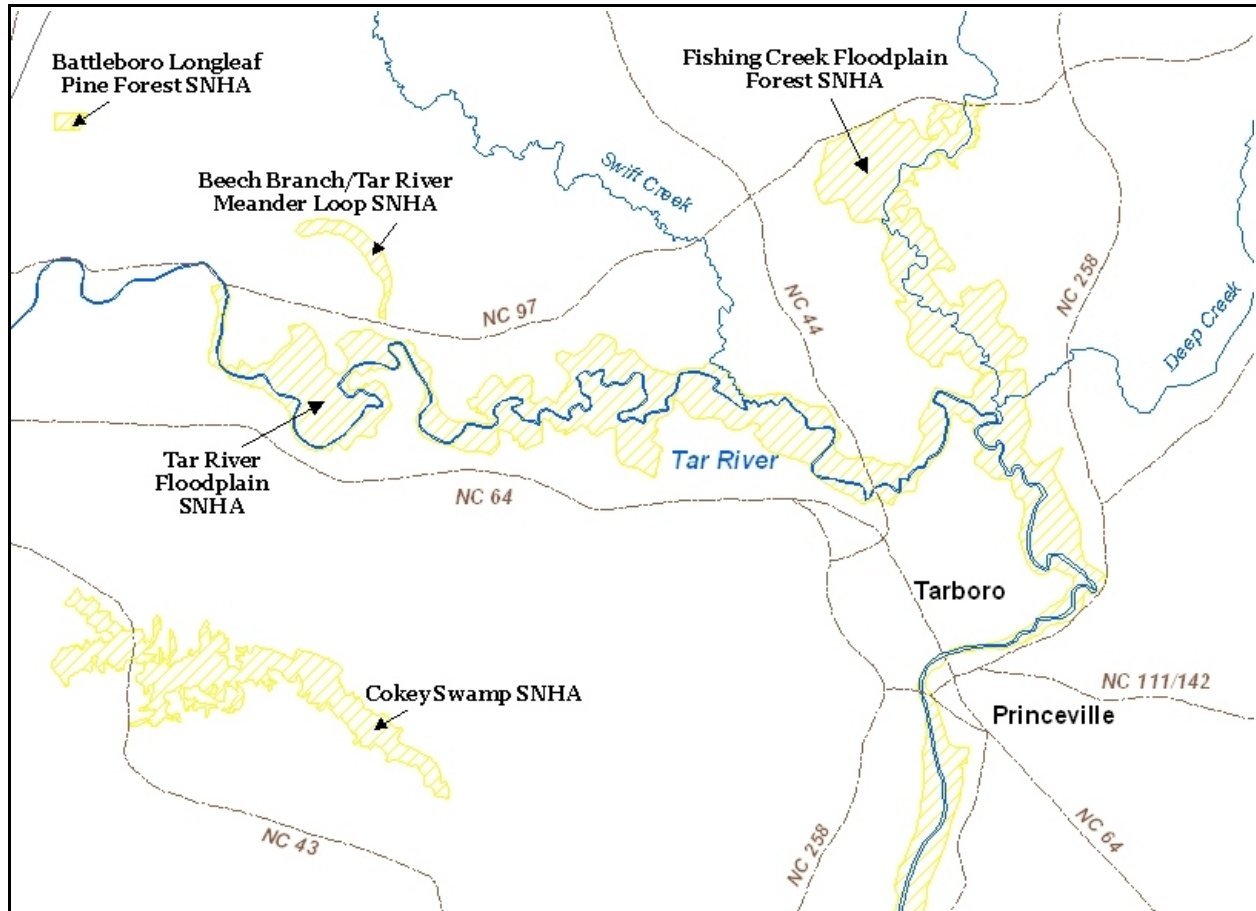 Battleboro Longleaf
Pine Forest SNHA
Fishing Creek Floodplain
Forest SNHA
Swift Creek
Beech Branch/Tar River
Meander Loop SNHA
NC 258
NC 97
NC 44
Deep Creek
Tar River
Floodplain
SNHA
Tar River
NC 64
Tarboro
NC 111/142
Cokey Swamp SNHA
Princeville
NC 43
NC 258
NC 64